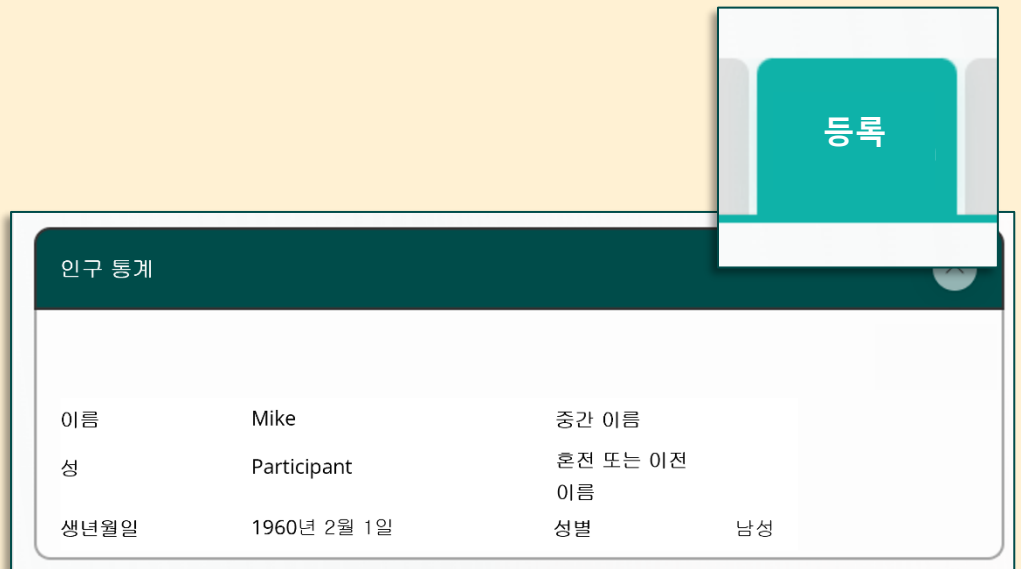 등록
인구 통계
이름 Mike 중간 이름
성 Participant 혼전 또는 이전
이름
생년월일 1960년 2월 1일 성별 남성